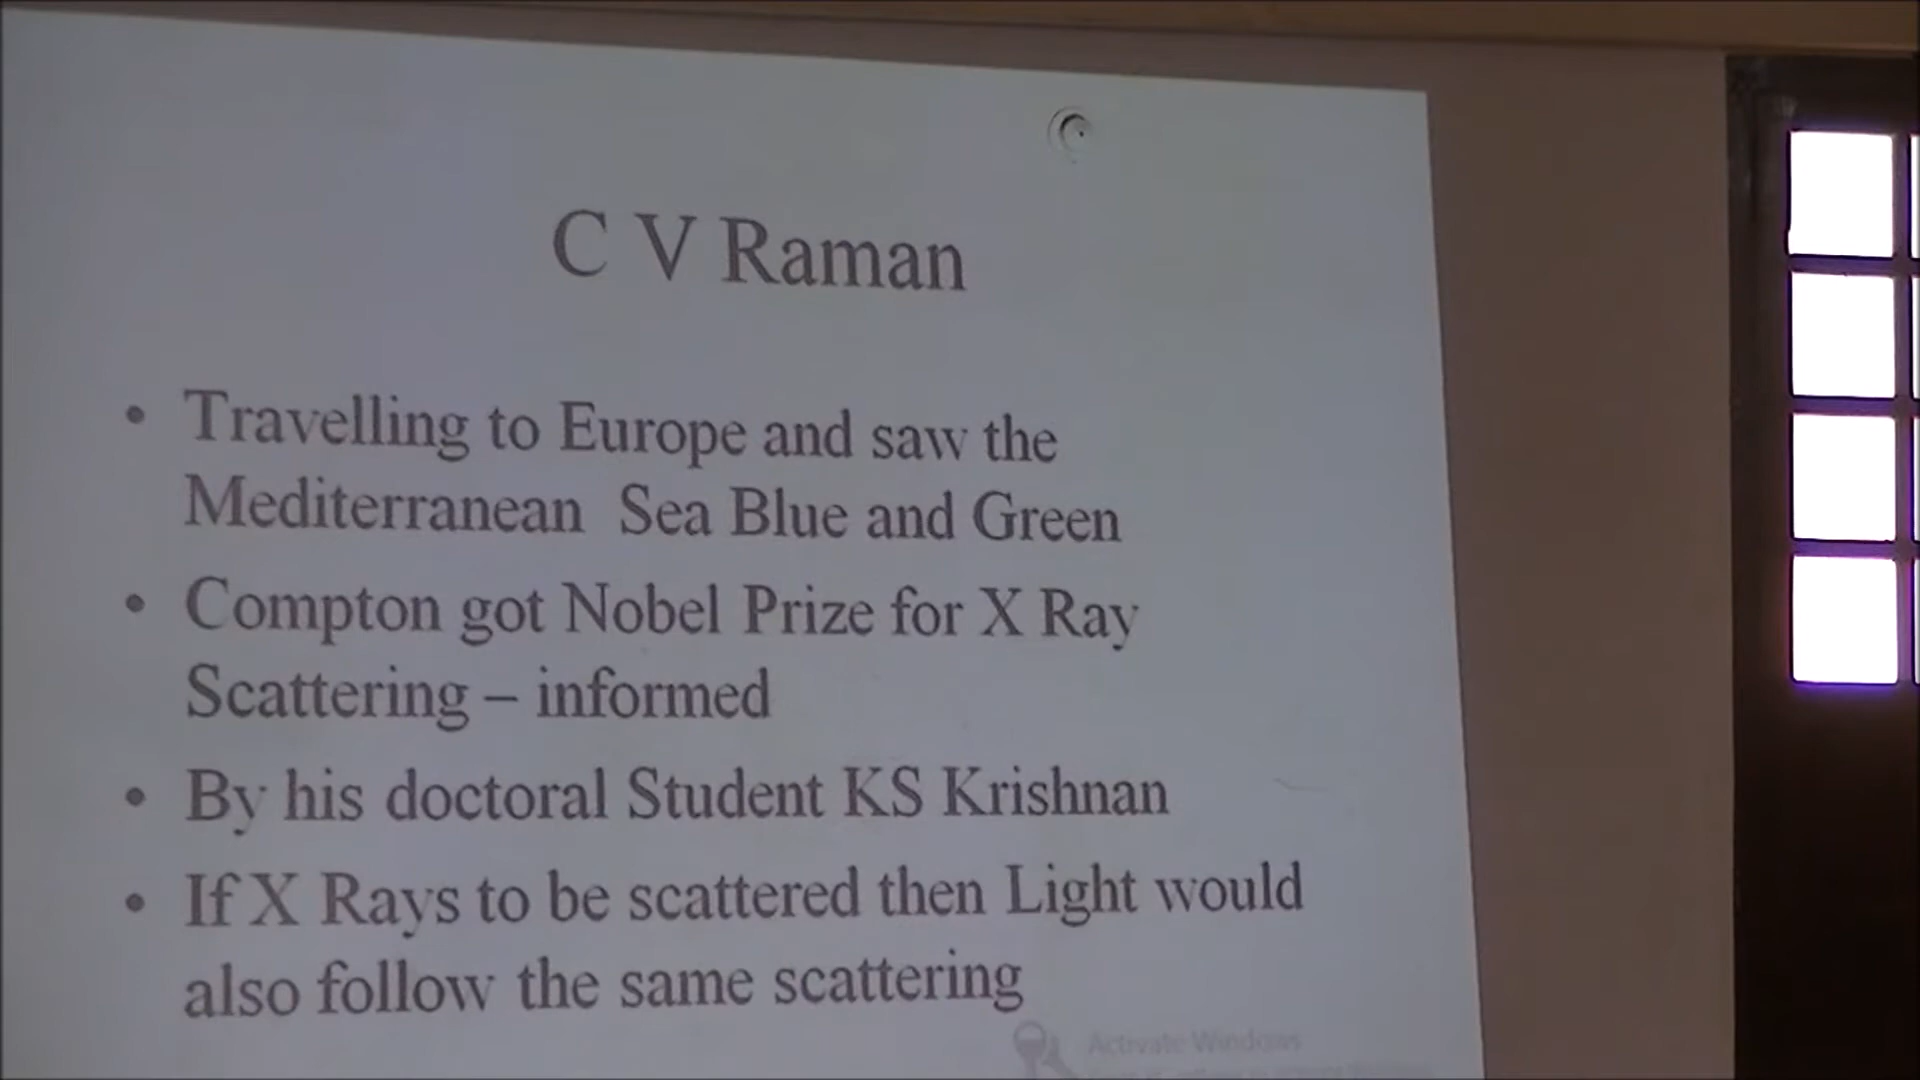 C V Raman
• Travelling to Europe and saw the
Mediterranean Sea Blue and Green
• Compton got Nobel Prize for X Ray
Scattering – informed
• By his doctoral Student KS Krishnan
• If X Rays to be scattered then Light would
also follow the same scattering
Activate Windows